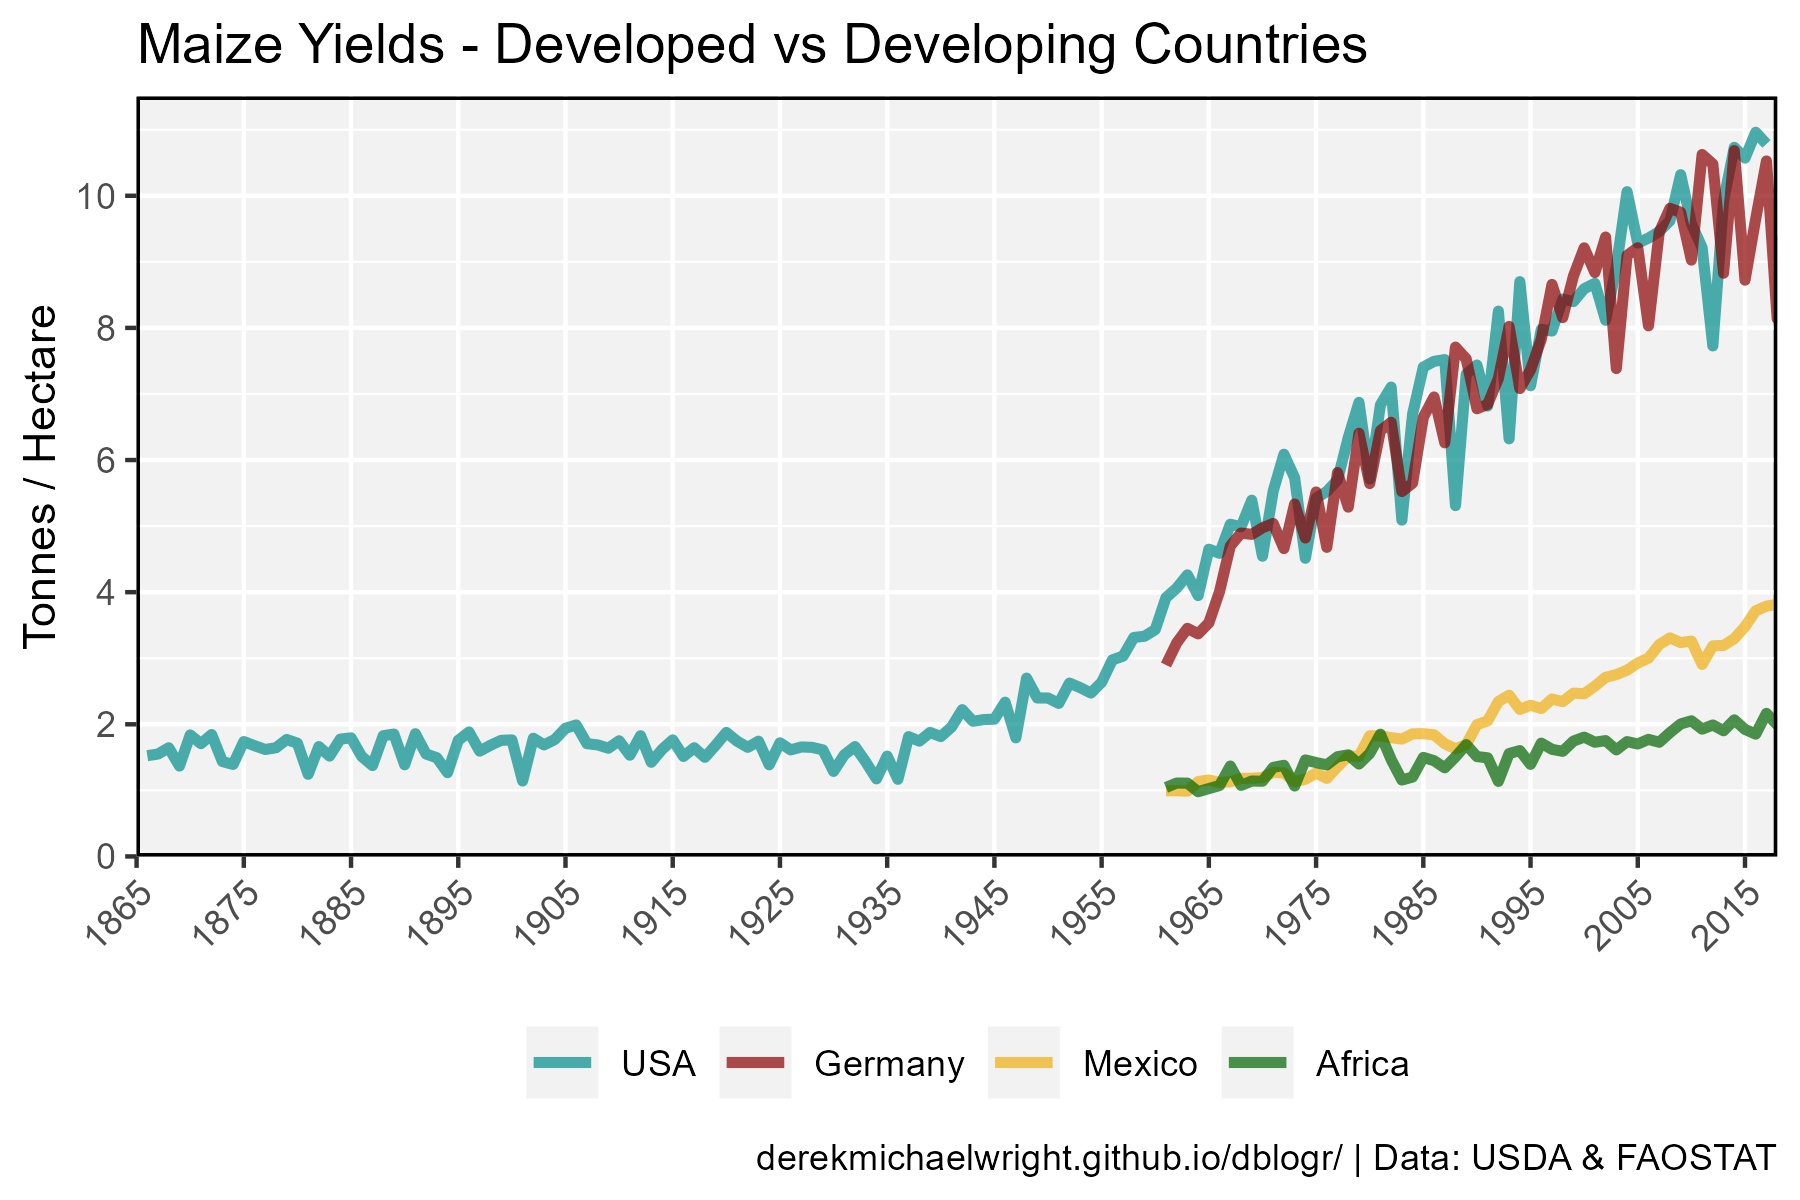 Maize Yields - Developed vs Developing Countries
Tonnes / Hectare
10
8
6
4
2
0
1865 1875 1885 1895 1905 1915 1925 1935 1945 1955 1965 1975 1985 1995 2005 2015
USA Germany Mexico Africa
derekmichaelwright.github.io/dblogr/ | Data: USDA & FAOSTAT